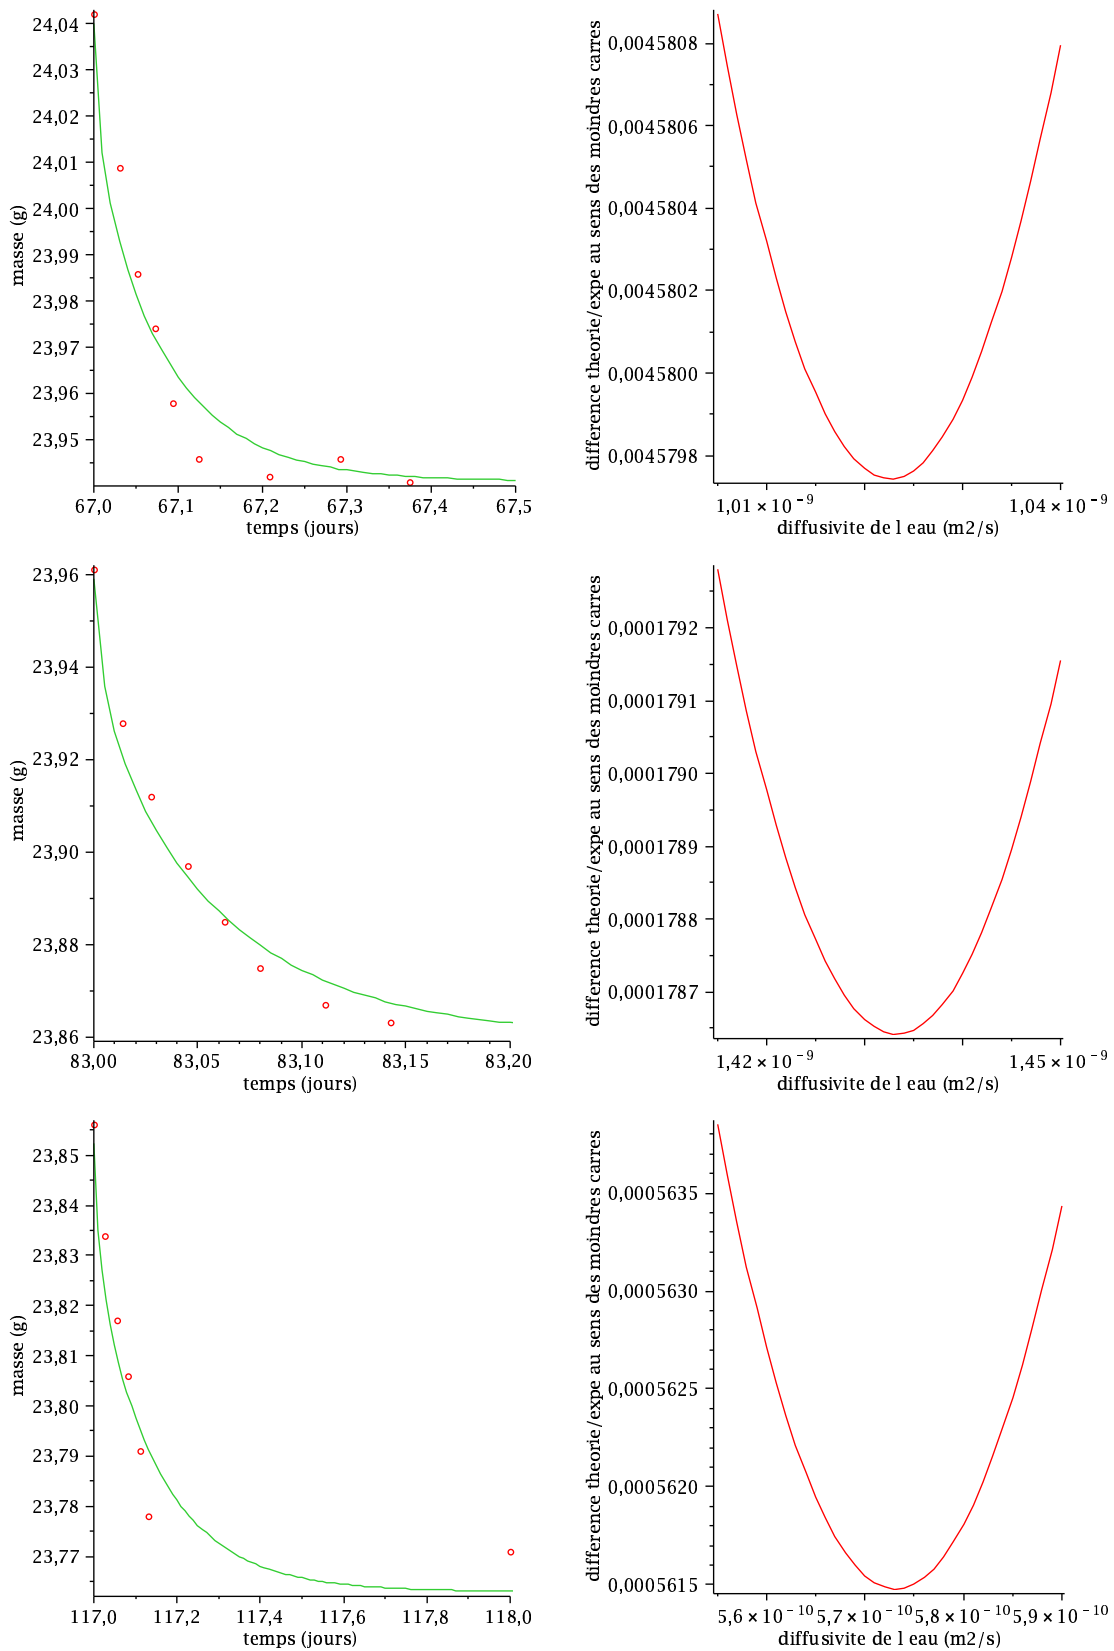 24,04
24,03
24,02
24,01
24,00
23,99
23,98
23,97
23,96
23,95
masse (g)
67,0 67,1 67,2 67,3 67,4 67,5
temps (jours)
difference theorie/expe au sens des moindres carres
0,0045808
0,0045806
0,0045804
0,0045802
0,0045800
0,0045798
1,01×10⁻⁹ 1,04×10⁻⁹
diffusivite de l eau (m2/s)
23,96
23,94
23,92
23,90
23,88
23,86
masse (g)
83,00 83,05 83,10 83,15 83,20
temps (jours)
difference theorie/expe au sens des moindres carres
0,0001792
0,0001791
0,0001790
0,0001789
0,0001788
0,0001787
1,42×10⁻⁹ 1,45×10⁻⁹
diffusivite de l eau (m2/s)
23,85
23,84
23,83
23,82
23,81
23,80
23,79
23,78
23,77
masse (g)
117,0 117,2 117,4 117,6 117,8 118,0
temps (jours)
difference theorie/expe au sens des moindres carres
0,0005635
0,0005630
0,0005625
0,0005620
0,0005615
5,6×10⁻¹⁰ 5,7×10⁻¹⁰ 5,8×10⁻¹⁰ 5,9×10⁻¹⁰
diffusivite de l eau (m2/s)